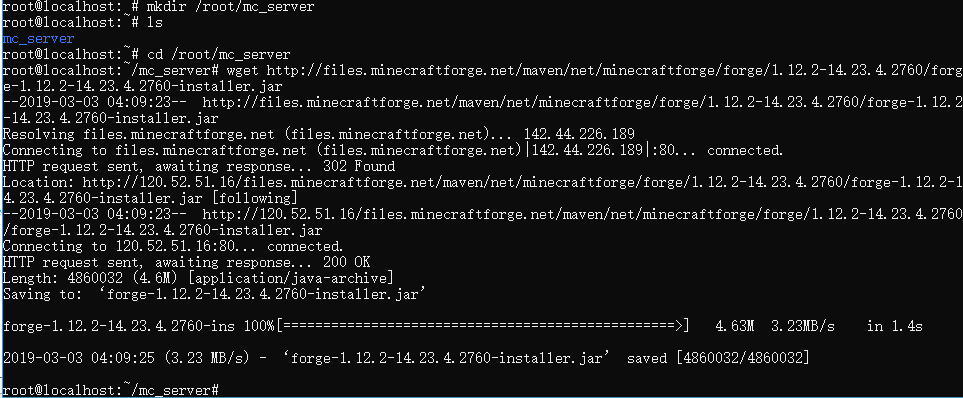 root@localhost:~# mkdir /root/mc_server
root@localhost:~# ls
mc_server
root@localhost:~# cd /root/mc_server
root@localhost:~/mc_server# wget http://files.minecraftforge.net/maven/net/minecraftforge/forge/1.12.2-14.23.4.2760/forg
e-1.12.2-14.23.4.2760-installer.jar
--2019-03-03 04:09:23--  http://files.minecraftforge.net/maven/net/minecraftforge/forge/1.12.2-14.23.4.2760/forge-1.12.2
-14.23.4.2760-installer.jar
Resolving files.minecraftforge.net (files.minecraftforge.net)... 142.44.226.189
Connecting to files.minecraftforge.net (files.minecraftforge.net)|142.44.226.189|:80... connected.
HTTP request sent, awaiting response... 302 Found
Location: http://120.52.51.16/files.minecraftforge.net/maven/net/minecraftforge/forge/1.12.2-14.23.4.2760/forge-1.12.2-1
4.23.4.2760-installer.jar [following]
--2019-03-03 04:09:23--  http://120.52.51.16/files.minecraftforge.net/maven/net/minecraftforge/forge/1.12.2-14.23.4.2760
/forge-1.12.2-14.23.4.2760-installer.jar
Connecting to 120.52.51.16:80... connected.
HTTP request sent, awaiting response... 200 OK
Length: 4860032 (4.6M) [application/java-archive]
Saving to: ‘forge-1.12.2-14.23.4.2760-installer.jar’
forge-1.12.2-14.23.4.2760-ins 100%[=================================================>]   4.63M  3.23MB/s    in 1.4s
2019-03-03 04:09:25 (3.23 MB/s) - ‘forge-1.12.2-14.23.4.2760-installer.jar’ saved [4860032/4860032]
root@localhost:~/mc_server#